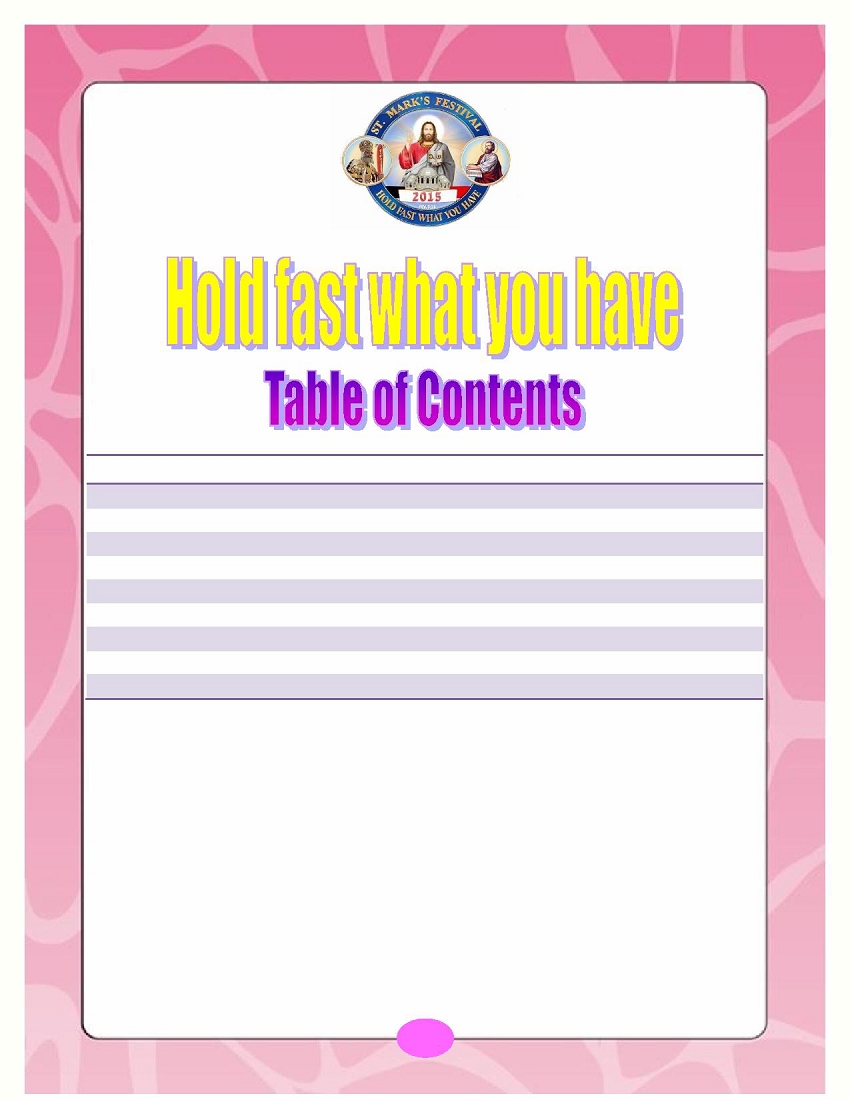 ST. MARK'S FESTIVAL
2015
HOLD FAST WHAT YOU HAVE
Hold fast what you have
Table of Contents